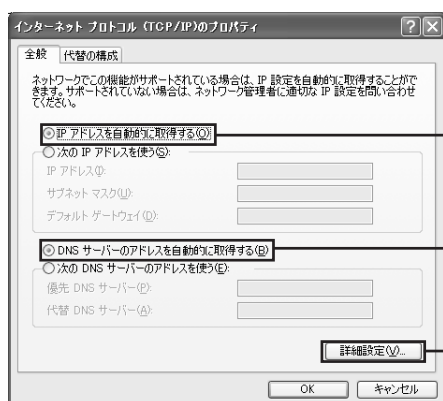 インターネット プロトコル (TCP/IP)のプロパティ
全般 代替の構成
ネットワークでこの機能がサポートされている場合は、IP 設定を自動的に取得することがで
きます。サポートされていない場合は、ネットワーク管理者に適切な IP 設定を問い合わせ
てください。
IP アドレスを自動的に取得する(O)
次の IP アドレスを使う(S):
IP アドレス(I):
サブネット マスク(U):
デフォルト ゲートウェイ(D):
DNS サーバーのアドレスを自動的に取得する(B)
次の DNS サーバーのアドレスを使う(E):
優先 DNS サーバー(P):
代替 DNS サーバー(A):
詳細設定(V)...
OK キャンセル